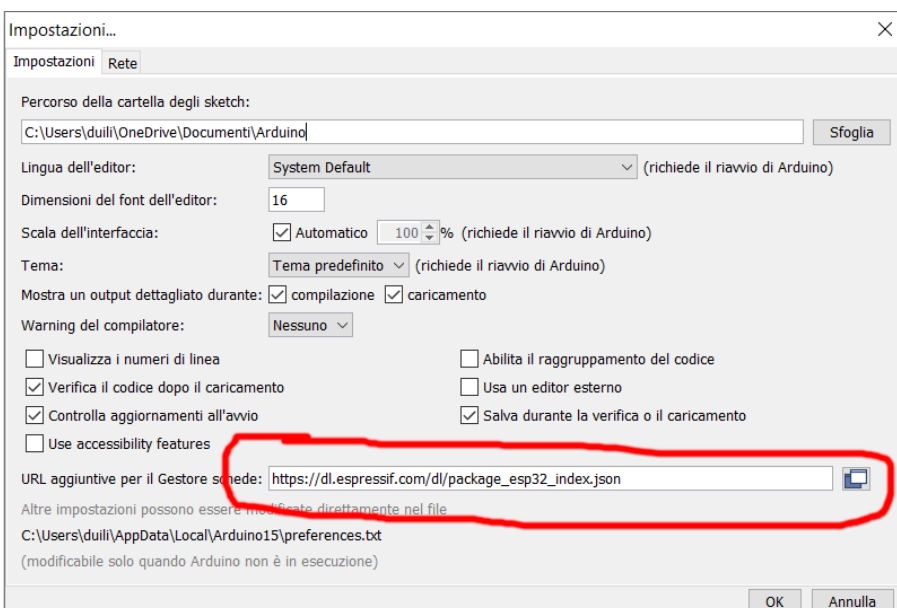 Impostazioni...
Impostazioni Rete
Percorso della cartella degli sketch:
C:\Users\duili\OneDrive\Documenti\Arduino Sfoglia
Lingua dell'editor: System Default (richiede il riavvio di Arduino)
Dimensioni del font dell'editor: 16
Scala dell'interfaccia: Automatico 100 % (richiede il riavvio di Arduino)
Tema: Tema predefinito (richiede il riavvio di Arduino)
Mostra un output dettagliato durante: compilazione caricamento
Warning del compilatore: Nessuno
Visualizza i numeri di linea Abilita il raggruppamento del codice
Verifica il codice dopo il caricamento Usa un editor esterno
Controlla aggiornamenti all'avvio Salva durante la verifica o il caricamento
Use accessibility features
URL aggiuntive per il Gestore schede: https://dl.espressif.com/dl/package_esp32_index.json
Altre impostazioni possono essere modificate direttamente nel file
C:\Users\duili\AppData\Local\Arduino15\preferences.txt
(modificabile solo quando Arduino non è in esecuzione)
OK Annulla